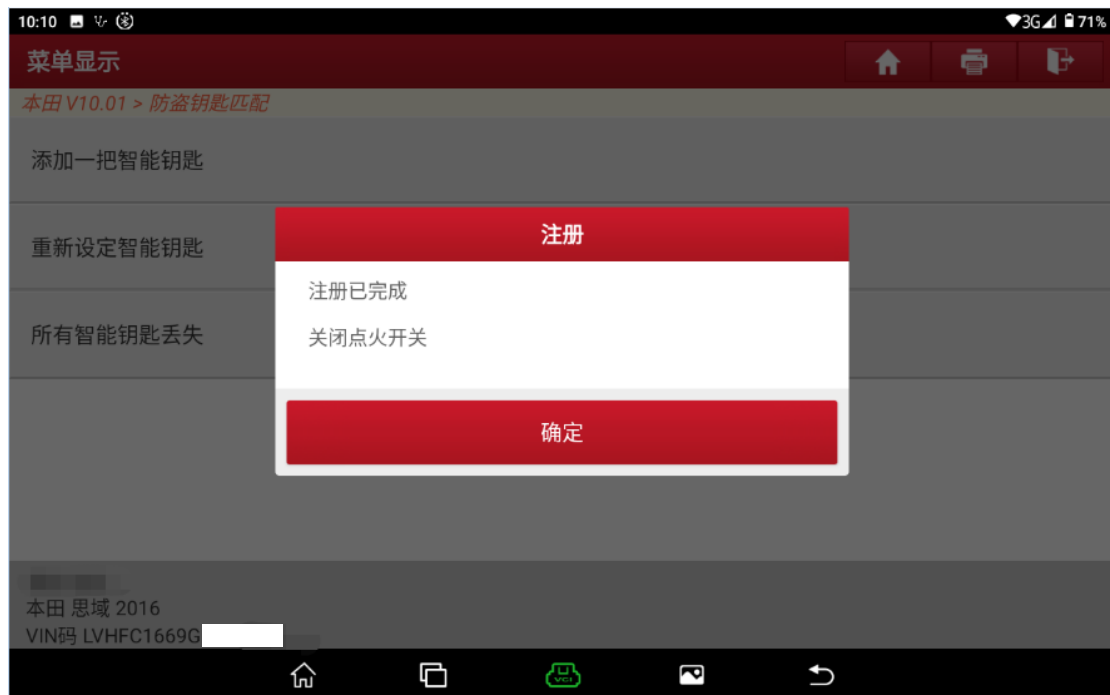 10:10 3G 71%
菜单显示
本田 V10.01 > 防盗钥匙匹配
添加一把智能钥匙
重新设定智能钥匙
所有智能钥匙丢失
注册
注册已完成
关闭点火开关
确定
本田 思域 2016
VIN码 LVHFC1669G
VCI